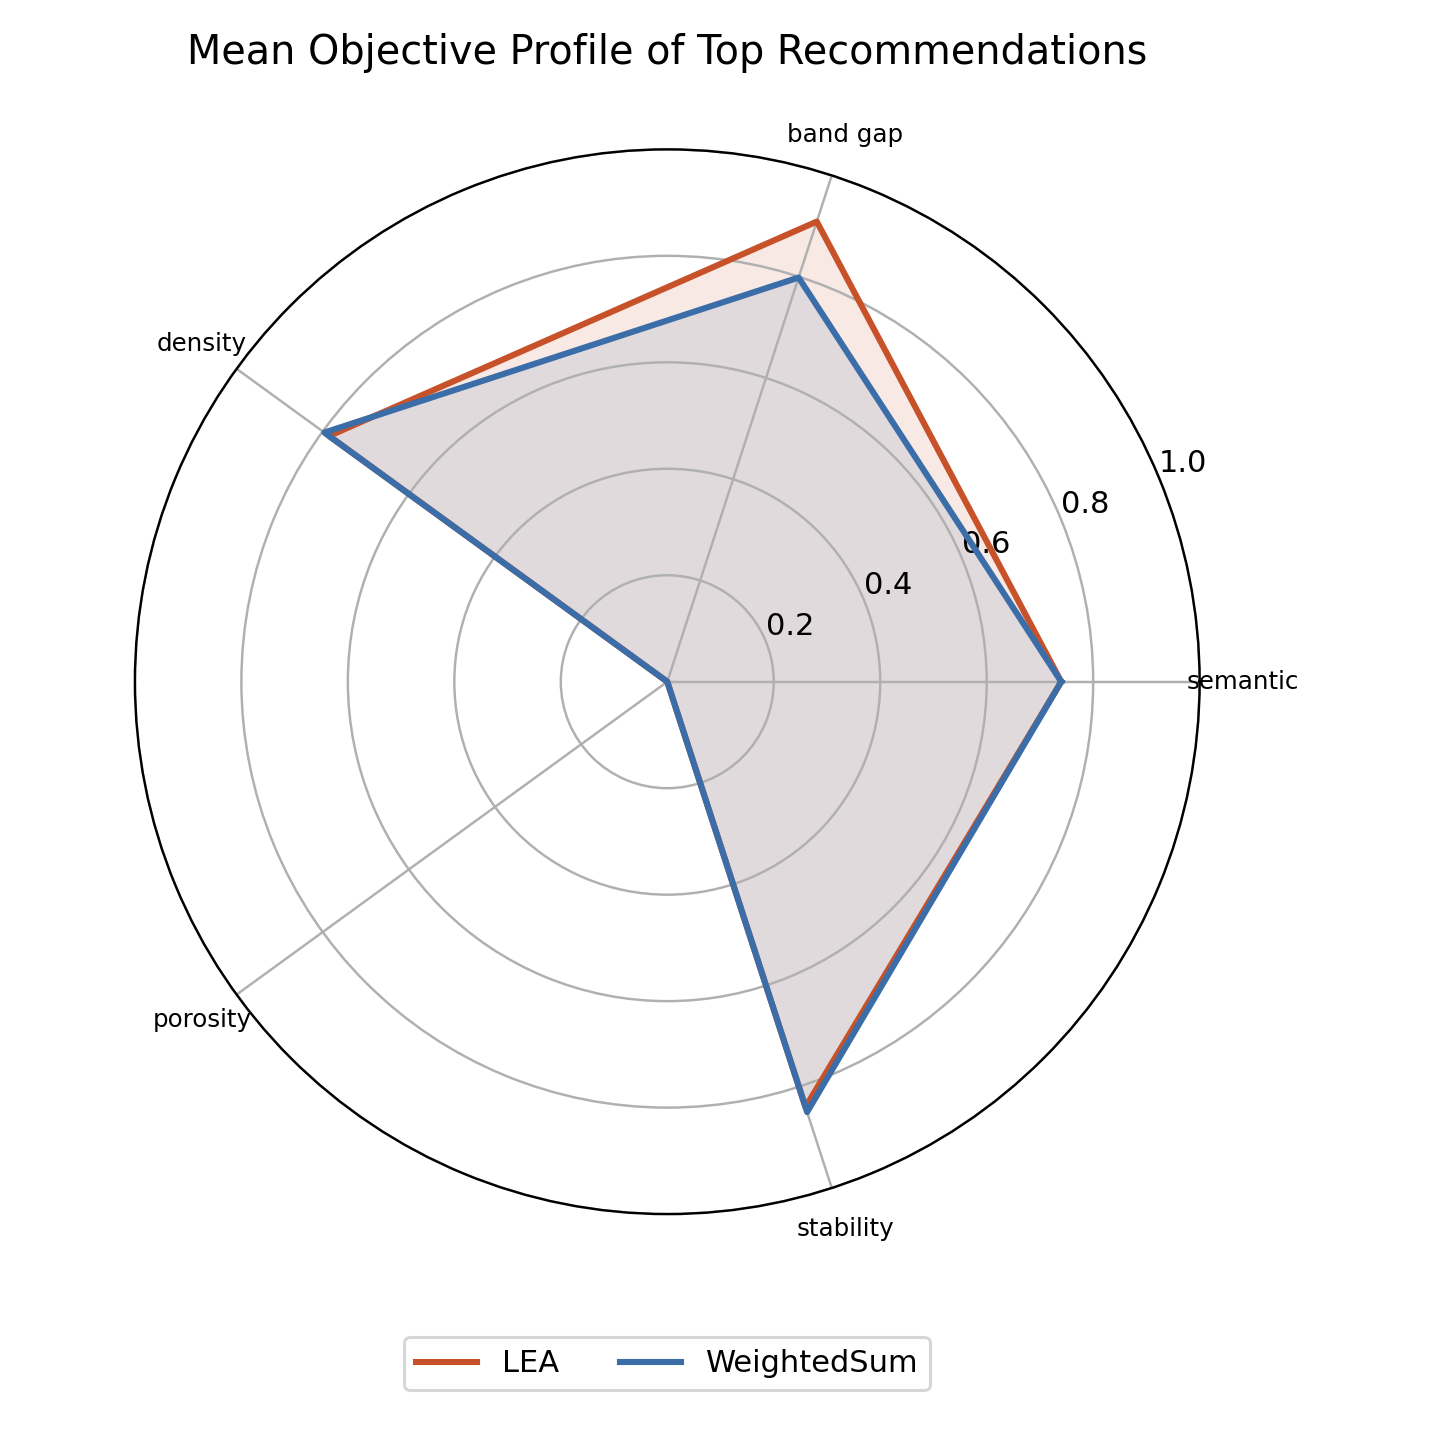 Mean Objective Profile of Top Recommendations
band gap
density
1.0
0.8
0.6
0.4
0.2
semantic
porosity
stability
LEA
WeightedSum